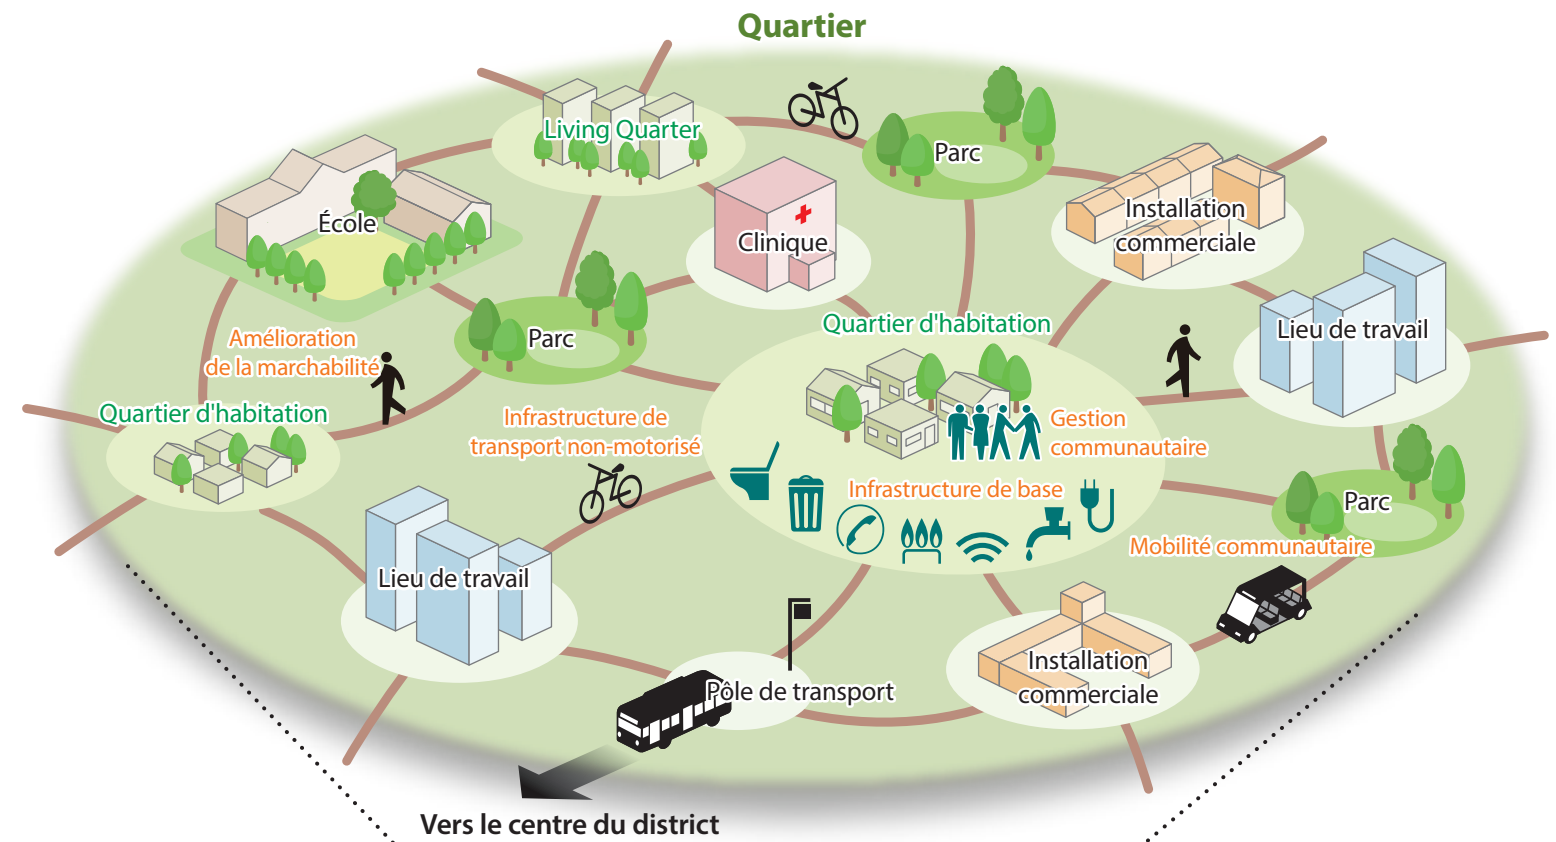 Quartier
Living Quarter
Parc
École
Clinique
Installation
commerciale
Amélioration
de la marchabilité
Parc
Quartier d'habitation
Lieu de travail
Quartier d'habitation
Infrastructure de
transport non-motorisé
Gestion
communautaire
Infrastructure de base
Parc
Mobilité communautaire
Lieu de travail
Installation
commerciale
Pôle de transport
Vers le centre du district